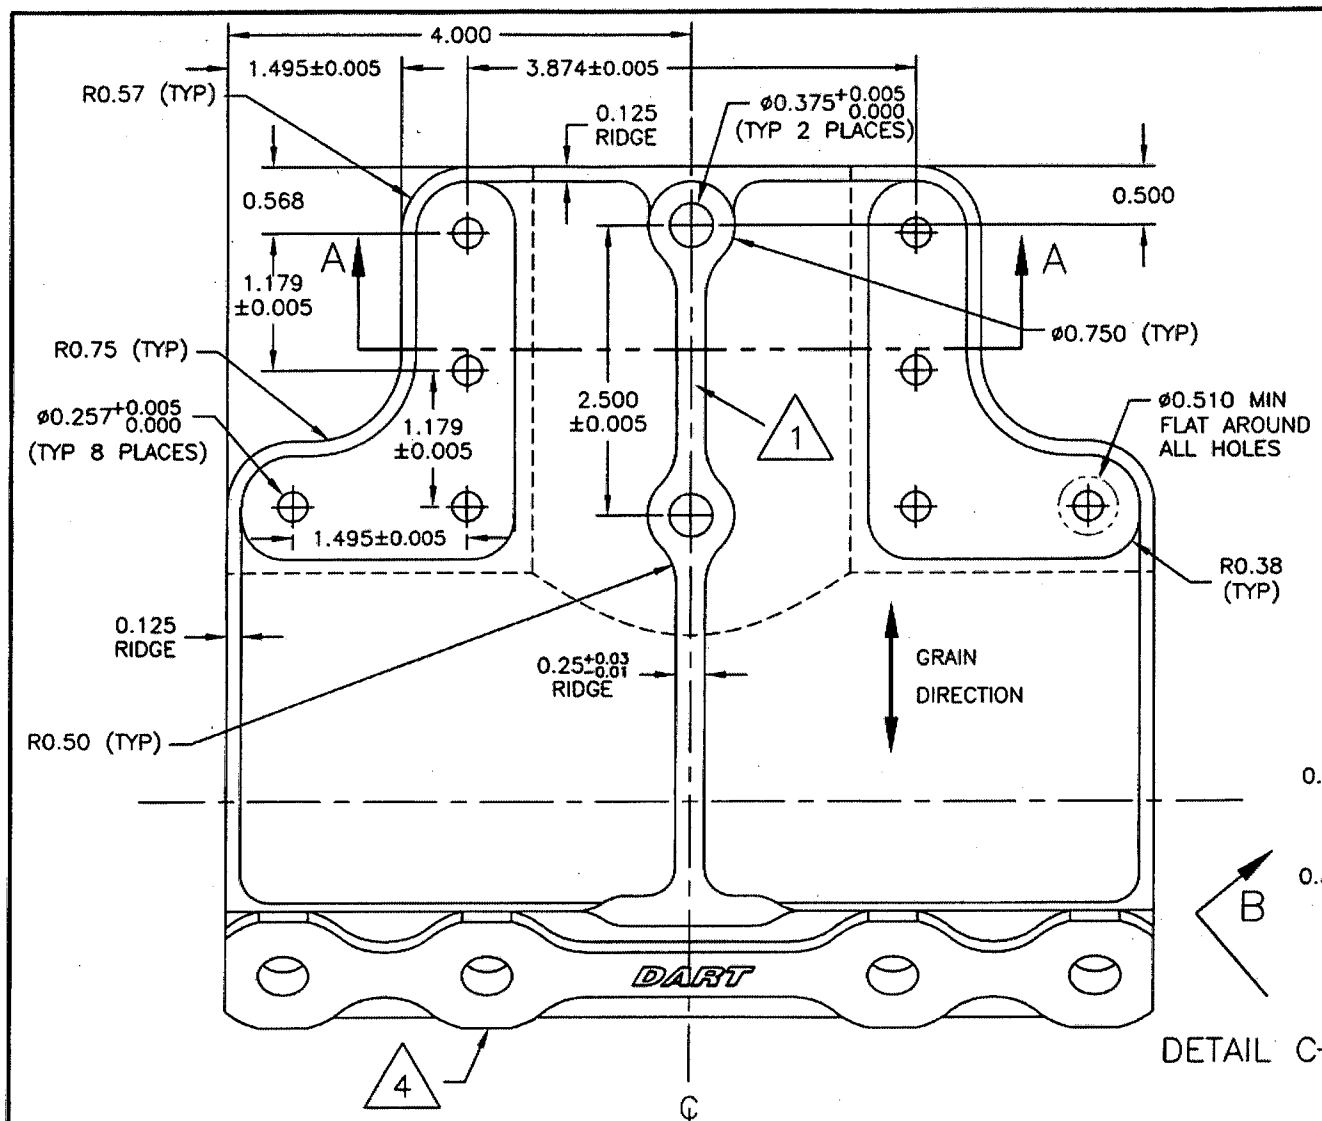 4.000
1.495±0.005
3.874±0.005
R0.57 (TYP)
0.125
RIDGE
ø0.375+0.005
0.000
(TYP 2 PLACES)
0.568
0.500
A
A
1.179
±0.005
ø0.750 (TYP)
R0.75 (TYP)
2.500
±0.005
ø0.257+0.005
0.000
(TYP 8 PLACES)
1.179
±0.005
1
ø0.510 MIN
FLAT AROUND
ALL HOLES
1.495±0.005
R0.38
(TYP)
0.125
RIDGE
0.25+0.03
-0.01
RIDGE
GRAIN
DIRECTION
R0.50 (TYP)
0.
0.
B
DART
DETAIL C-
4
℄